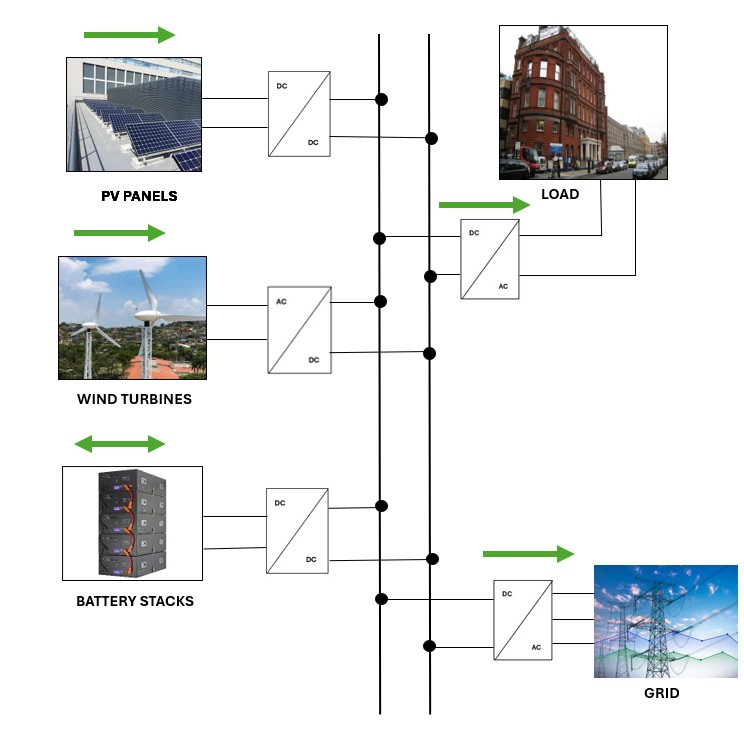 DC
DC
PV PANELS
LOAD
DC
AC
AC
DC
WIND TURBINES
DC
DC
BATTERY STACKS
DC
AC
GRID